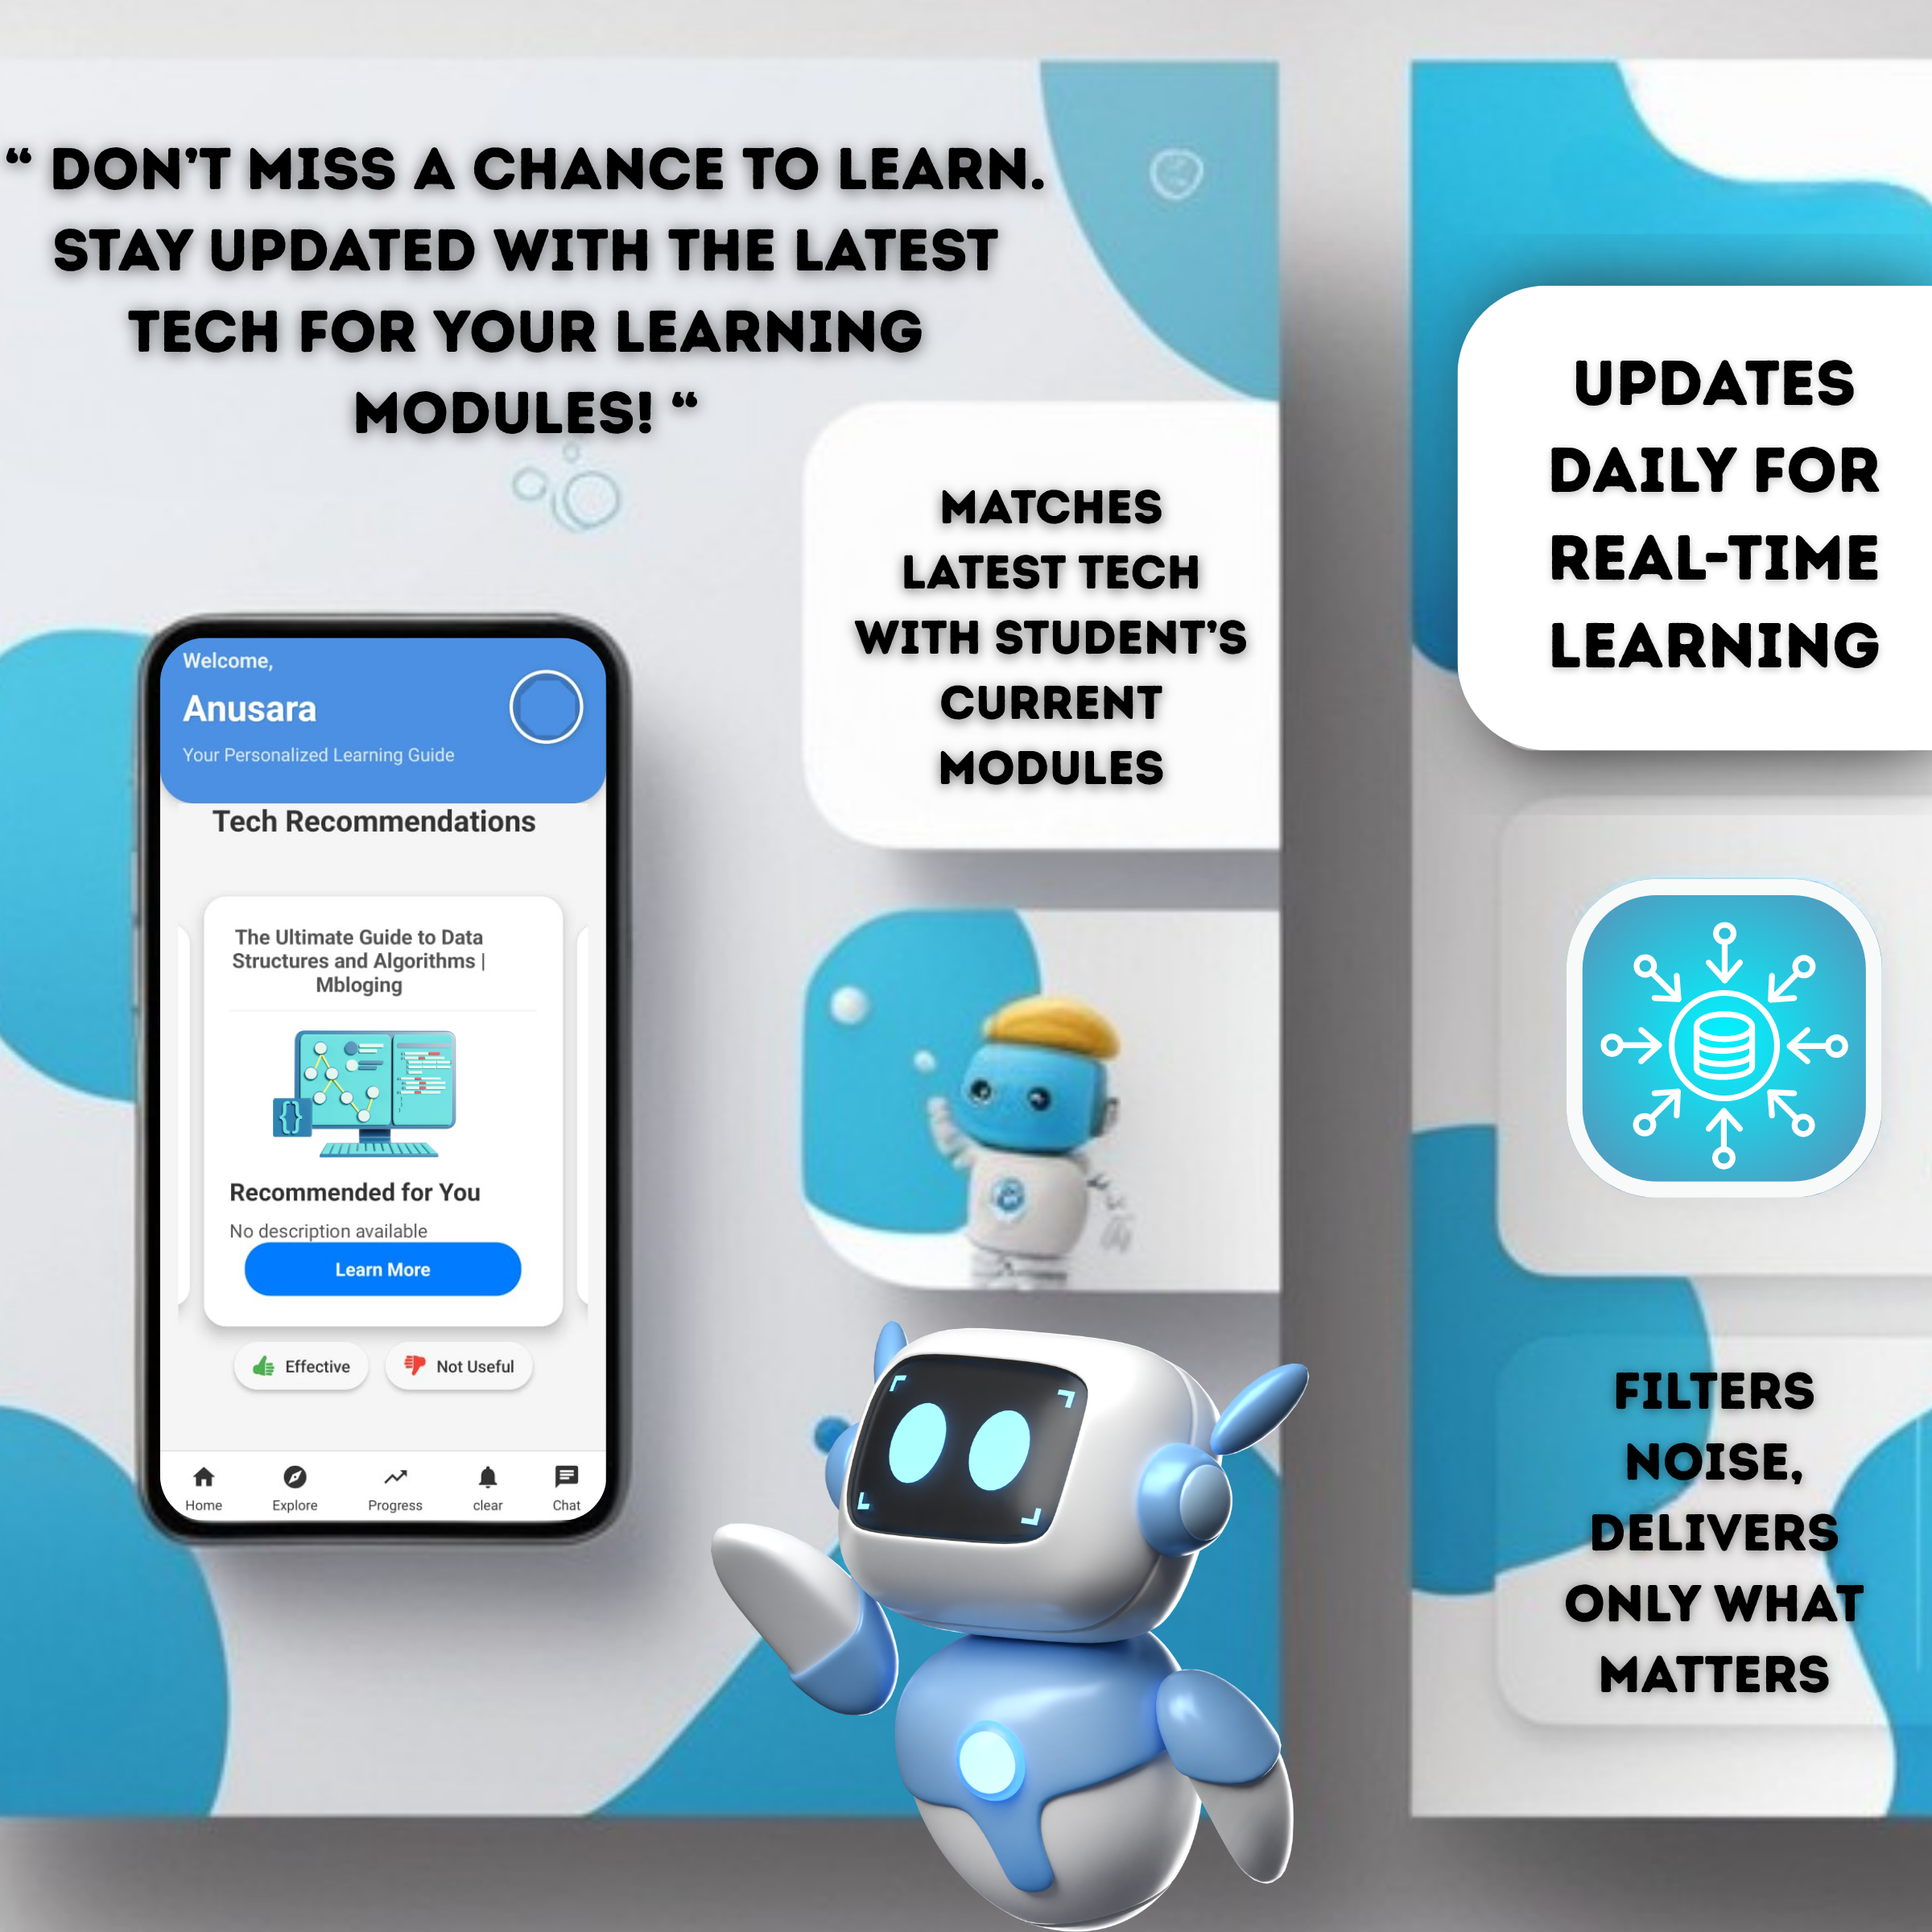 “ DON’T MISS A CHANCE TO LEARN.
STAY UPDATED WITH THE LATEST
TECH FOR YOUR LEARNING
MODULES! “
MATCHES
LATEST TECH
WITH STUDENT’S
CURRENT
MODULES
UPDATES
DAILY FOR
REAL-TIME
LEARNING
Welcome,
Anusara
Your Personalized Learning Guide
Tech Recommendations
The Ultimate Guide to Data
Structures and Algorithms |
Mbloging
{}
Recommended for You
No description available
Learn More
Effective
Not Useful
Home
Explore
Progress
clear
Chat
FILTERS
NOISE,
DELIVERS
ONLY WHAT
MATTERS